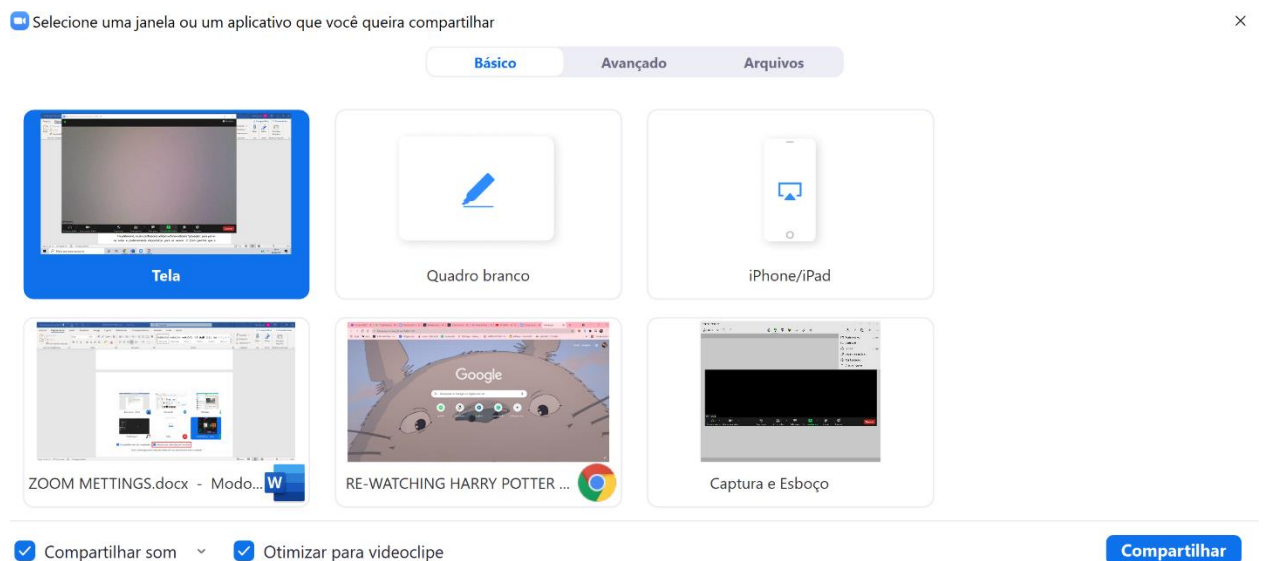 Selecione uma janela ou um aplicativo que você queira compartilhar
Básico
Avançado
Arquivos
Tela
Quadro branco
iPhone/iPad
Google
ZOOM METTINGS.docx - Modo...
W
RE-WATCHING HARRY POTTER ...
Captura e Esboço
Compartilhar som
Otimizar para videoclipe
Compartilhar